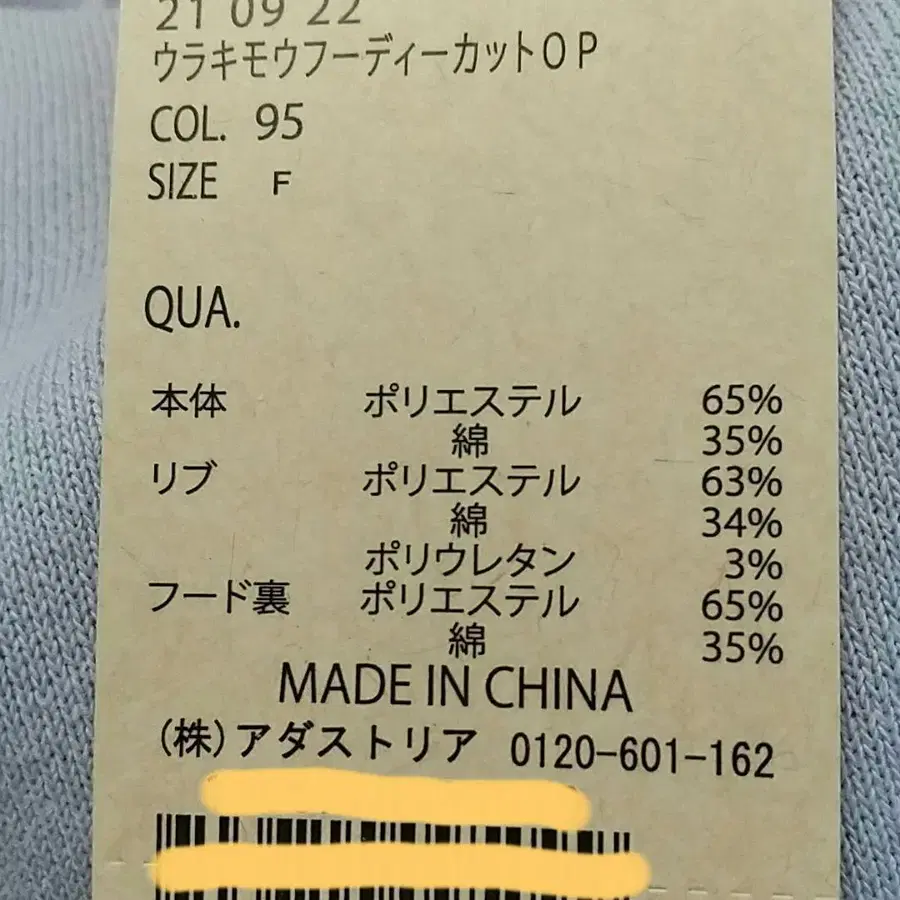 21 09 22
ウラキモウフーディーカットOP
COL. 95
SIZE F
QUA.
本体 ポリエステル 65%
綿 35%
リブ ポリエステル 63%
綿 34%
ポリウレタン 3%
フード裏 ポリエステル 65%
綿 35%
MADE IN CHINA
(株)アダストリア 0120-601-162